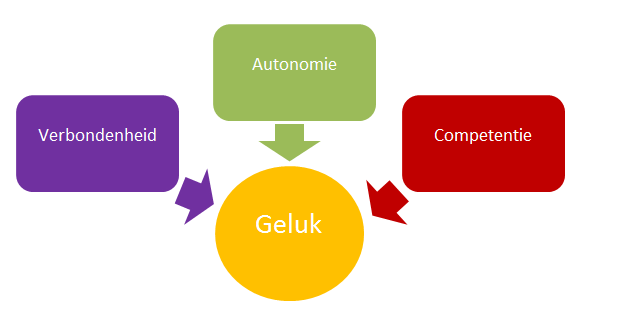 Autonomie
Verbondenheid
Competentie
Geluk